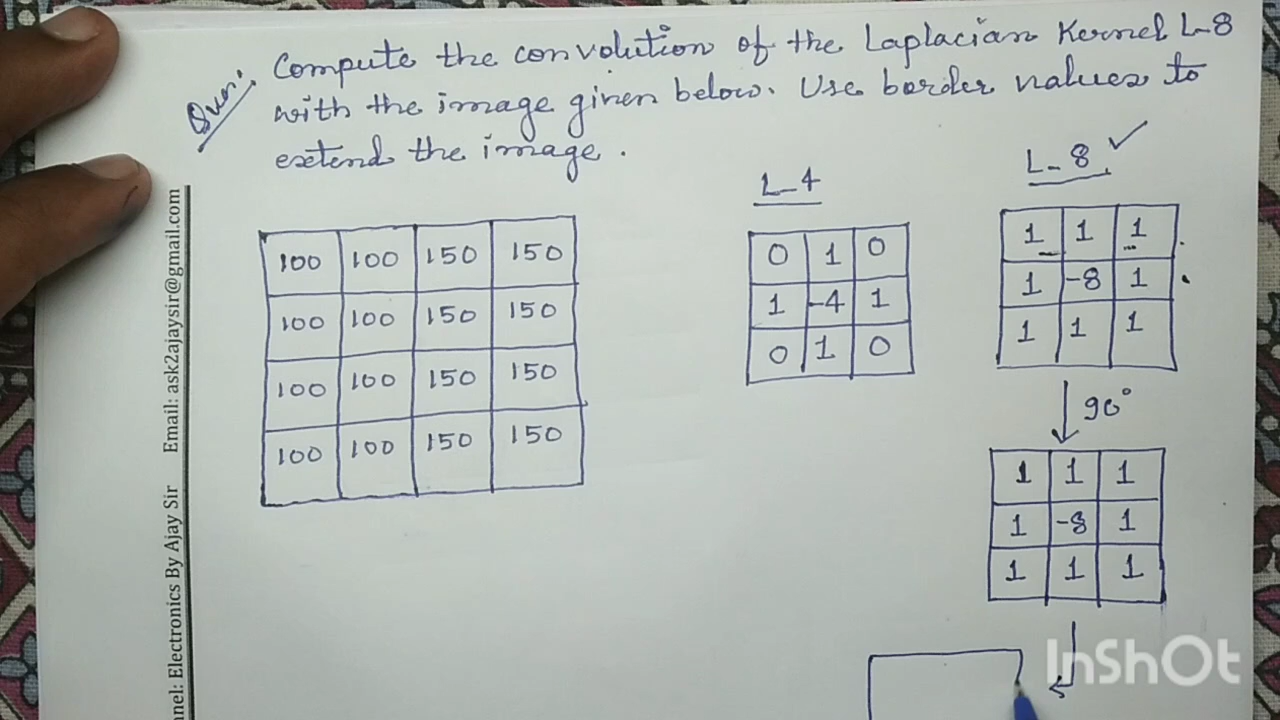 Ques: Compute the convolution of the Laplacian Kernel L-8
with the image given below. Use border values to
extend the image.
L-4
L-8 ✓
100 100 150 150
100 100 150 150
100 100 150 150
100 100 150 150
0 1 0
1 -4 1
0 1 0
1 1 1
1 -8 1
1 1 1
90°
1 1 1
1 -8 1
1 1 1
nnel: Electronics By Ajay Sir Email: ask2ajaysir@gmail.com
InShOt